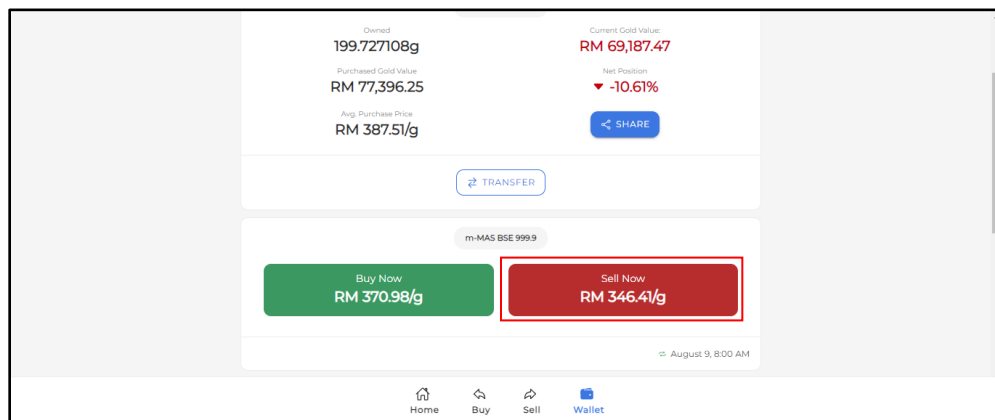 Owned
199.727108g
Current Gold Value:
RM 69,187.47
Purchased Gold Value
RM 77,396.25
Net Position
-10.61%
Avg. Purchase Price
RM 387.51/g
SHARE
TRANSFER
m-MAS BSE 999.9
Buy Now
RM 370.98/g
Sell Now
RM 346.41/g
August 9, 8:00 AM
Home
Buy
Sell
Wallet